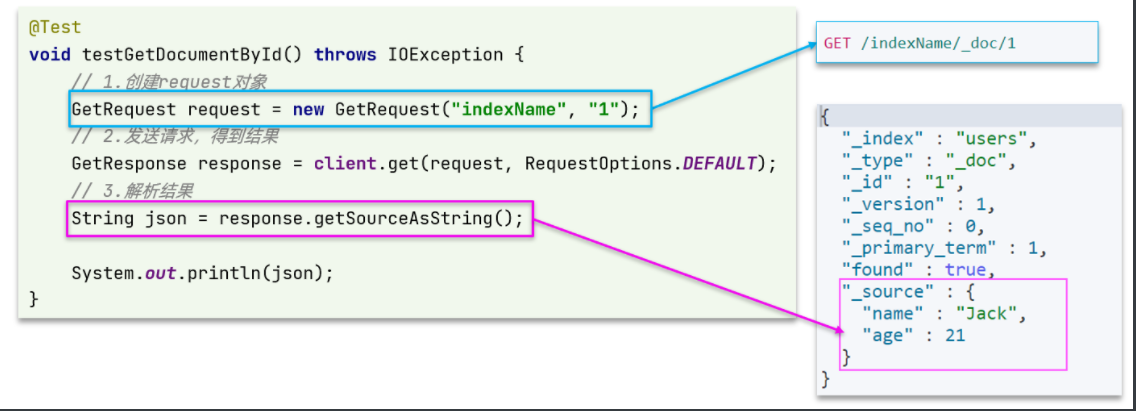 @Test
void testGetDocumentById() throws IOException {
    // 1.创建request对象
    GetRequest request = new GetRequest("indexName", "1");
    // 2.发送请求，得到结果
    GetResponse response = client.get(request, RequestOptions.DEFAULT);
    // 3.解析结果
    String json = response.getSourceAsString();
    System.out.println(json);
}
GET /indexName/_doc/1
{
  "_index" : "users",
  "_type" : "_doc",
  "_id" : "1",
  "_version" : 1,
  "_seq_no" : 0,
  "_primary_term" : 1,
  "found" : true,
  "_source" : {
    "name" : "Jack",
    "age" : 21
  }
}